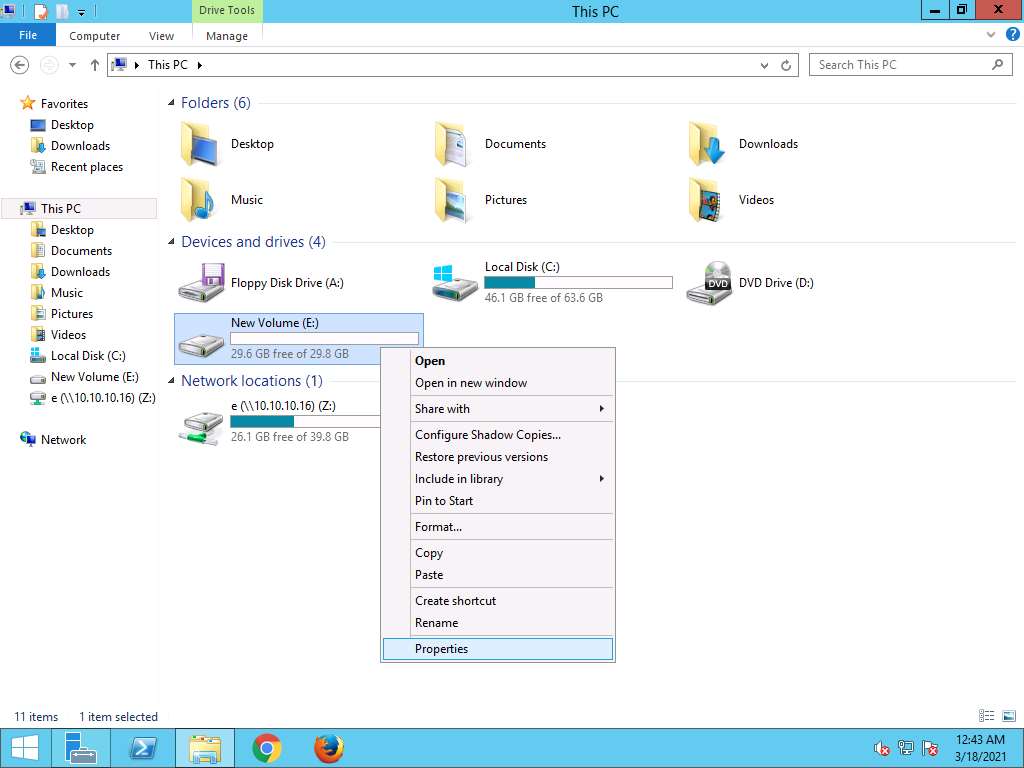 Drive Tools
This PC
File
Computer
View
Manage
This PC
Search This PC
Favorites
Desktop
Downloads
Recent places
This PC
Desktop
Documents
Downloads
Music
Pictures
Videos
Local Disk (C:)
New Volume (E:)
e (\\10.10.10.16) (Z:)
Network
Folders (6)
Desktop
Documents
Downloads
Music
Pictures
Videos
Devices and drives (4)
Floppy Disk Drive (A:)
Local Disk (C:)
46.1 GB free of 63.6 GB
DVD
DVD Drive (D:)
New Volume (E:)
29.6 GB free of 29.8 GB
Network locations (1)
e (\\10.10.10.16) (Z:)
26.1 GB free of 39.8 GB
Open
Open in new window
Share with
Configure Shadow Copies...
Restore previous versions
Include in library
Pin to Start
Format...
Copy
Paste
Create shortcut
Rename
Properties
11 items
1 item selected
12:43 AM
3/18/2021